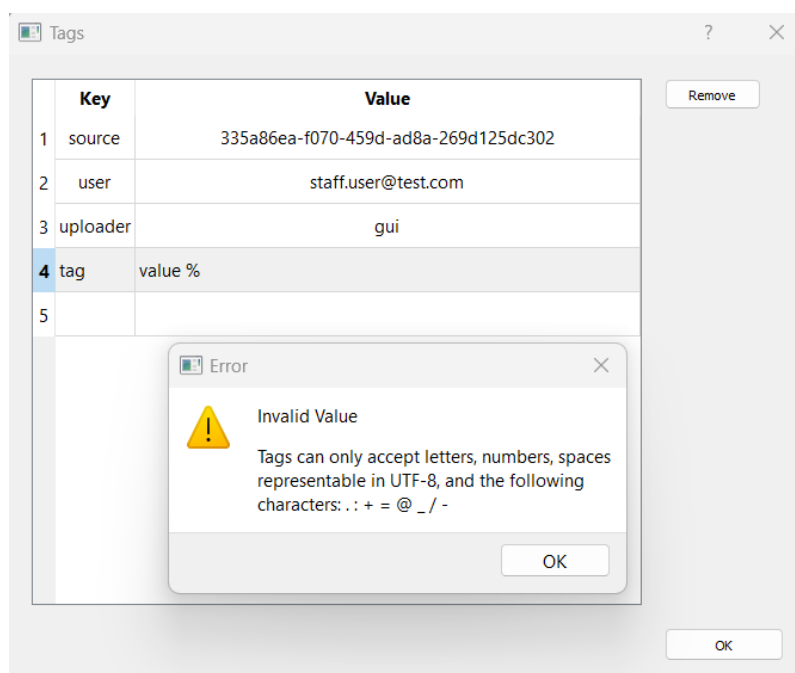 Tags
?
Key Value
Remove
1 source 335a86ea-f070-459d-ad8a-269d125dc302
2 user staff.user@test.com
3 uploader gui
4 tag value %
5
Error
Invalid Value
Tags can only accept letters, numbers, spaces
representable in UTF-8, and the following
characters: . : + = @ _ / -
OK
OK